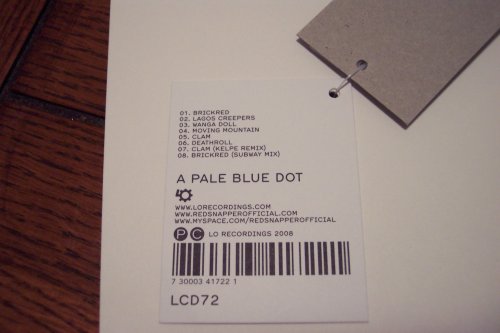 01. BRICKRED
02. LAGOS CREEPERS
03. WANGA DOLL
04. MOVING MOUNTAIN
05. CLAM
06. DEATHROLL
07. CLAM (KELPE REMIX)
08. BRICKRED (SUBWAY MIX)
A PALE BLUE DOT
WWW.LORECORDINGS.COM
WWW.REDSNAPPEROFFICIAL.COM
WWW.MYSPACE.COM/REDSNAPPEROFFICIAL
P C LO RECORDINGS 2008
7 30003 41722 1
LCD72